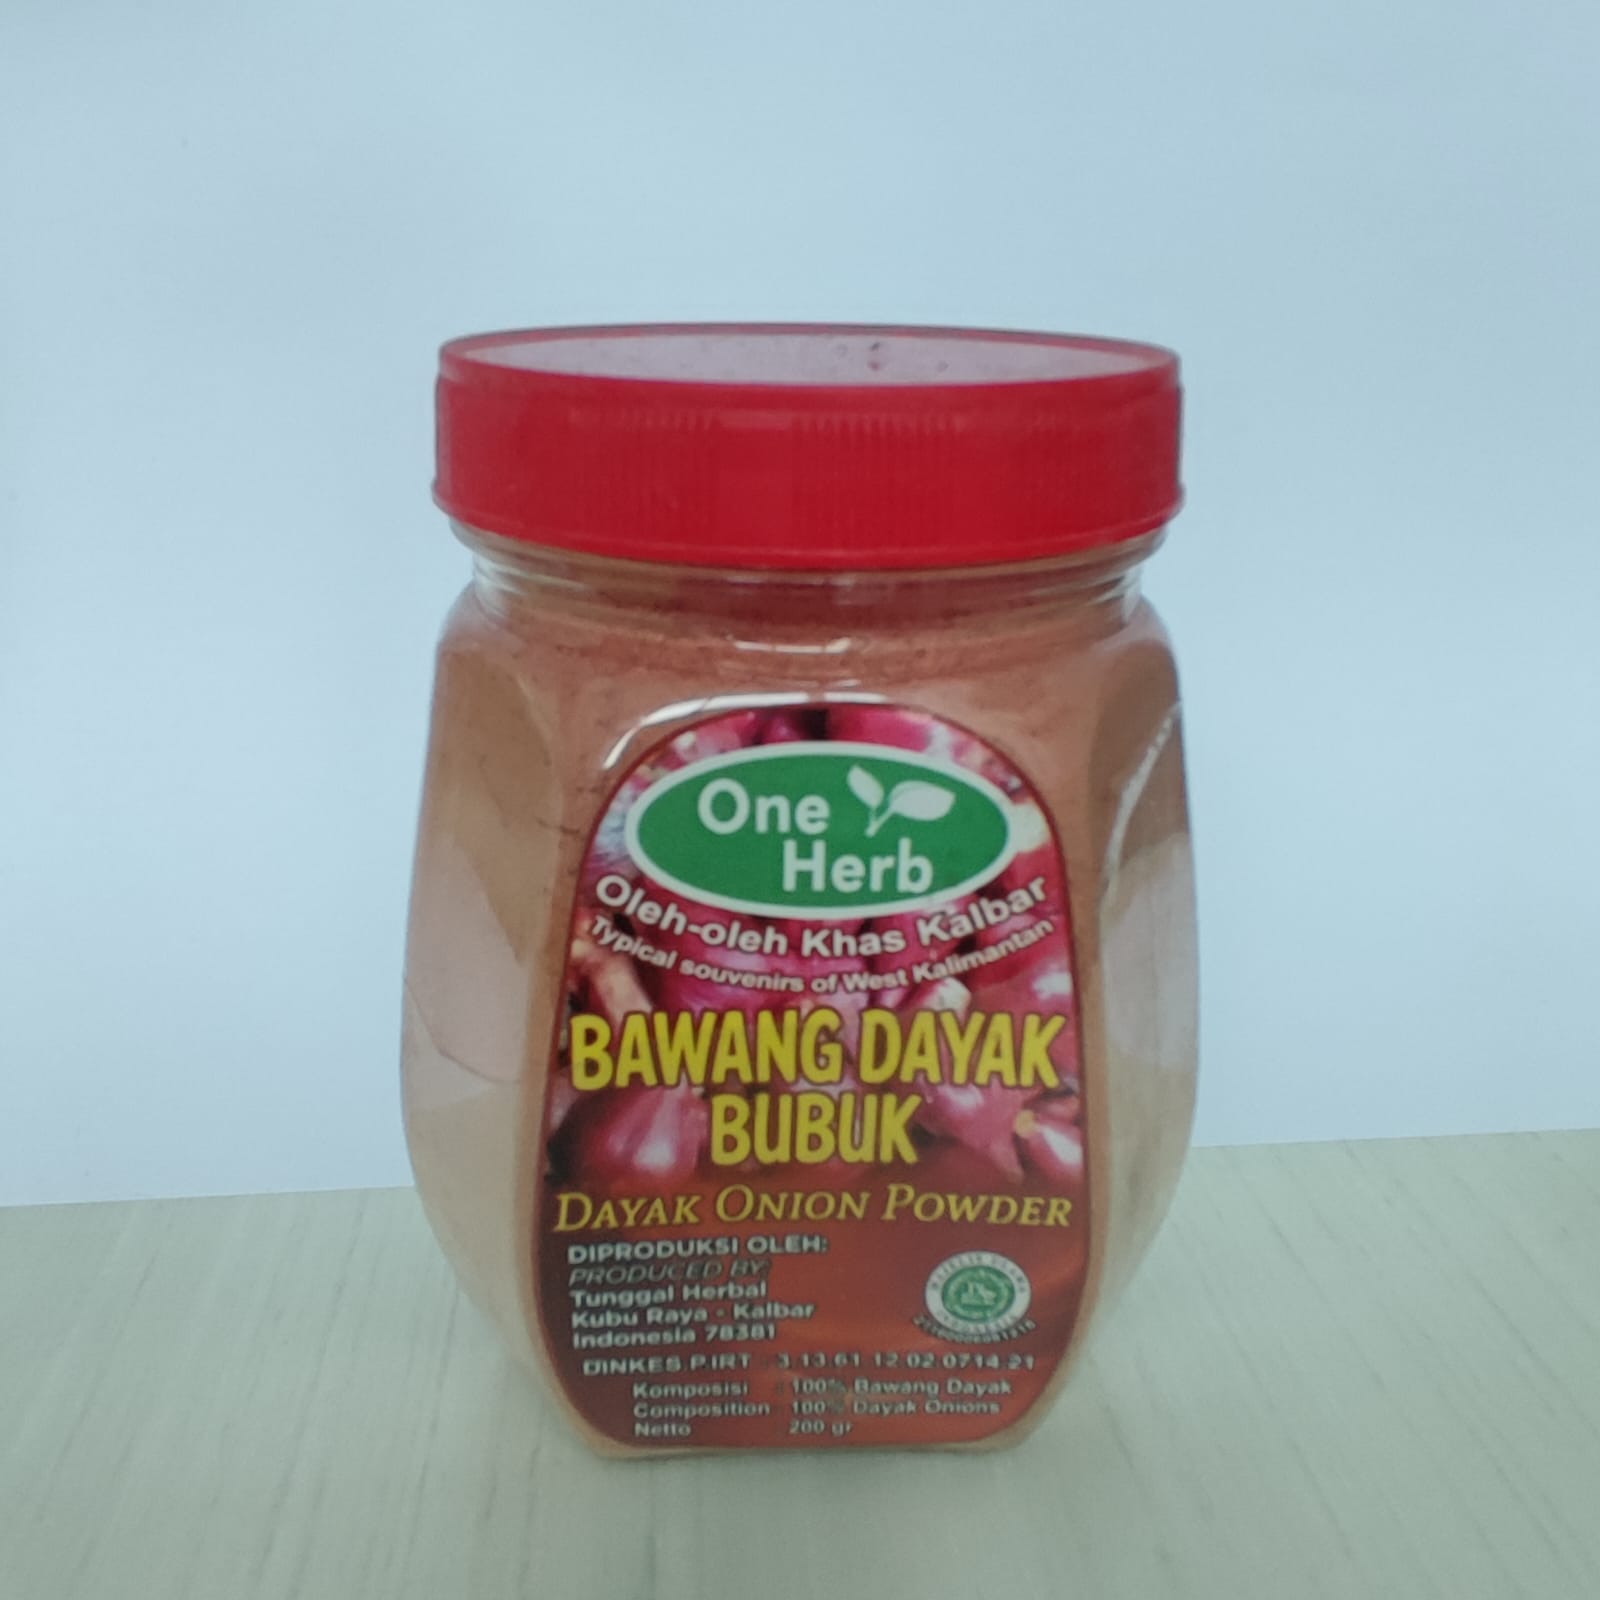 One
Herb
Oleh-oleh Khas Kalbar
Typical souvenirs of West Kalimantan
BAWANG DAYAK
BUBUK
DAYAK ONION POWDER
DIPRODUKSI OLEH:
PRODUCED BY:
Tunggal Herbal
Kubu Raya - Kalbar
Indonesia 78381
DINKES P.IRT : 3.13.61.12.02.0714.21
Komposisi : 100% Bawang Dayak
Composition 100% Dayak Onions
Netto 200 gr